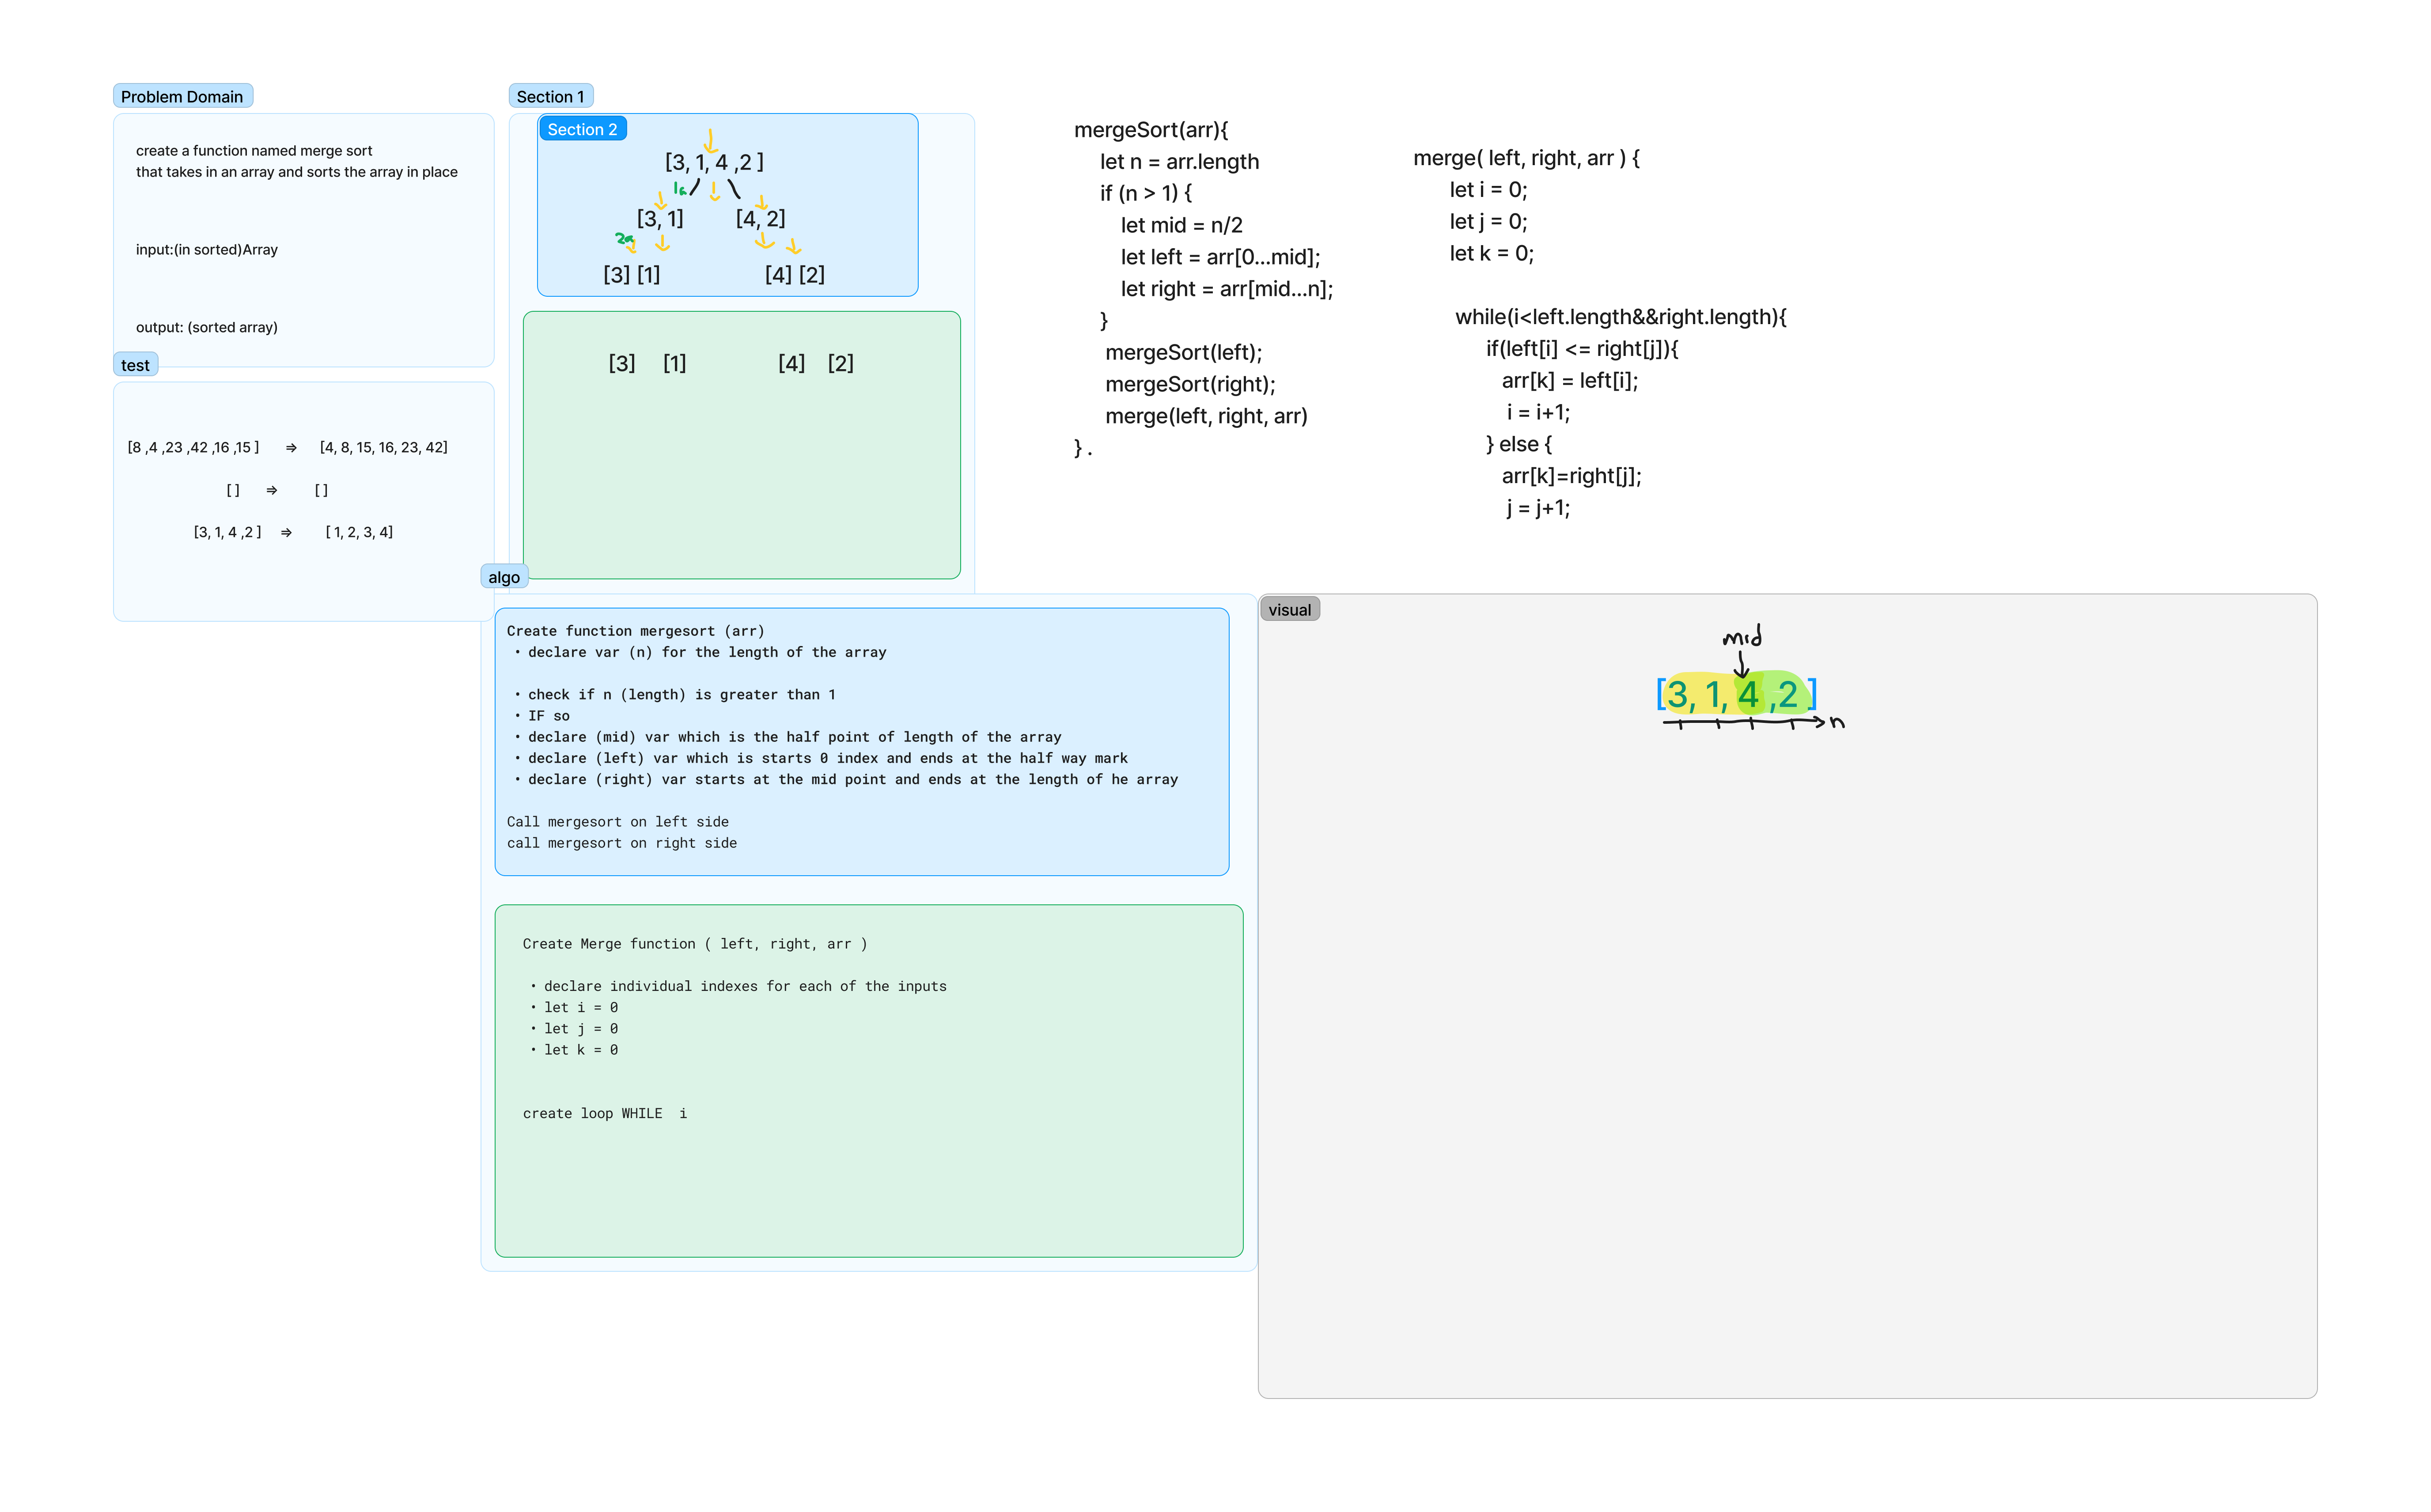 Problem Domain
create a function named merge sort
that takes in an array and sorts the array in place
input:(in sorted)Array
output: (sorted array)
test
[8 ,4 ,23 ,42 ,16 ,15 ] ⇒ [4, 8, 15, 16, 23, 42]
[ ] ⇒ [ ]
[3, 1, 4 ,2 ] ⇒ [ 1, 2, 3, 4]
Section 1
Section 2
[3, 1, 4 ,2 ]
1a
[3, 1] [4, 2]
2a
[3] [1] [4] [2]
[3] [1] [4] [2]
mergeSort(arr){
let n = arr.length
if (n > 1) {
let mid = n/2
let left = arr[0...mid];
let right = arr[mid...n];
}
mergeSort(left);
mergeSort(right);
merge(left, right, arr)
} .
merge( left, right, arr ) {
let i = 0;
let j = 0;
let k = 0;
while(i<left.length&&right.length){
if(left[i] <= right[j]){
arr[k] = left[i];
i = i+1;
} else {
arr[k]=right[j];
j = j+1;
algo
Create function mergesort (arr)
• declare var (n) for the length of the array
• check if n (length) is greater than 1
• IF so
• declare (mid) var which is the half point of length of the array
• declare (left) var which is starts 0 index and ends at the half way mark
• declare (right) var starts at the mid point and ends at the length of he array
Call mergesort on left side
call mergesort on right side
Create Merge function ( left, right, arr )
• declare individual indexes for each of the inputs
• let i = 0
• let j = 0
• let k = 0
create loop WHILE i
visual
mid
[3, 1, 4 ,2 ]
n